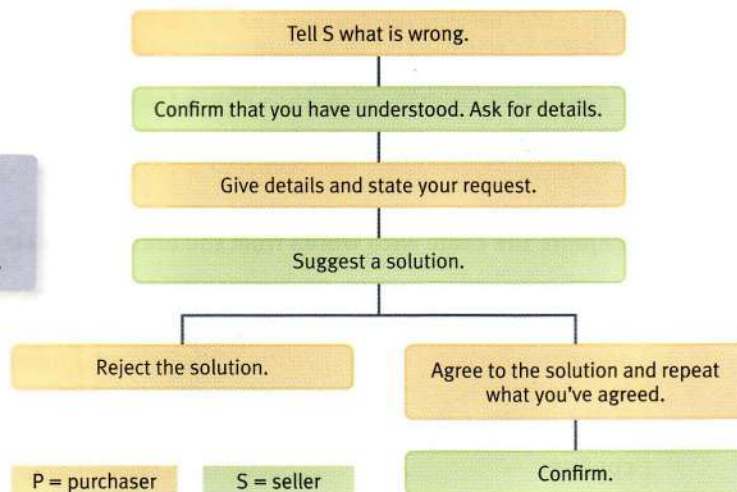 Tell S what is wrong.
Confirm that you have understood. Ask for details.
Give details and state your request.
Suggest a solution.
Reject the solution.
Agree to the solution and repeat
what you've agreed.
P = purchaser
S = seller
Confirm.